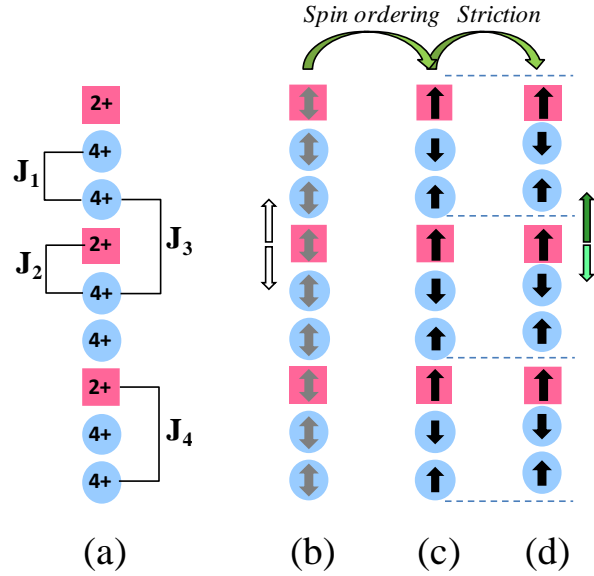 Spin ordering Striction
2+
4+
J1
4+
2+
J3
J2
4+
4+
2+
4+
J4
4+
(a) (b) (c) (d)